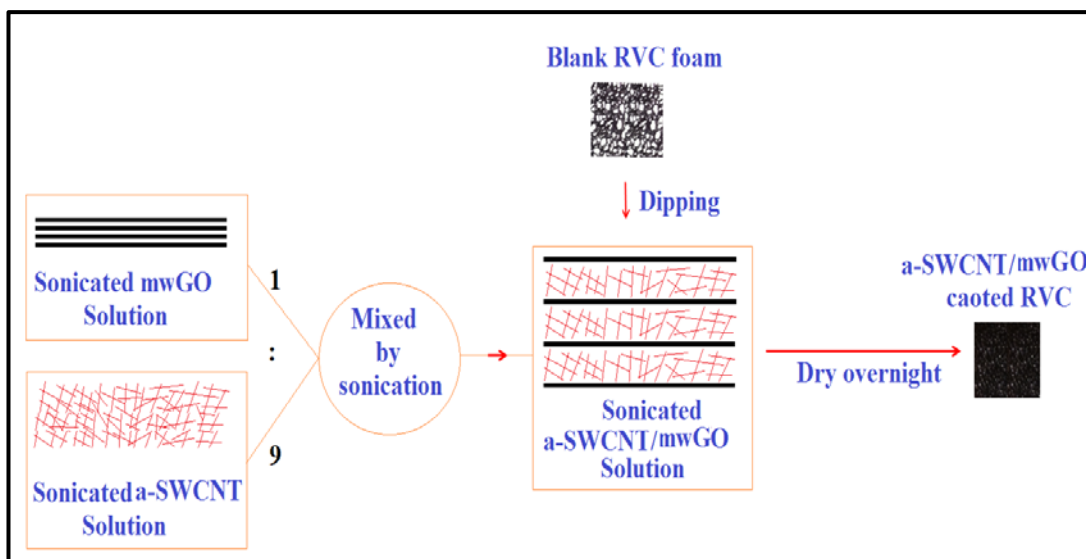 Blank RVC foam
Dipping
Sonicated mwGO
Solution
1
:
9
Sonicated a-SWCNT
Solution
Mixed
by
sonication
Sonicated
a-SWCNT/mwGO
Solution
Dry overnight
a-SWCNT/mwGO
caoted RVC